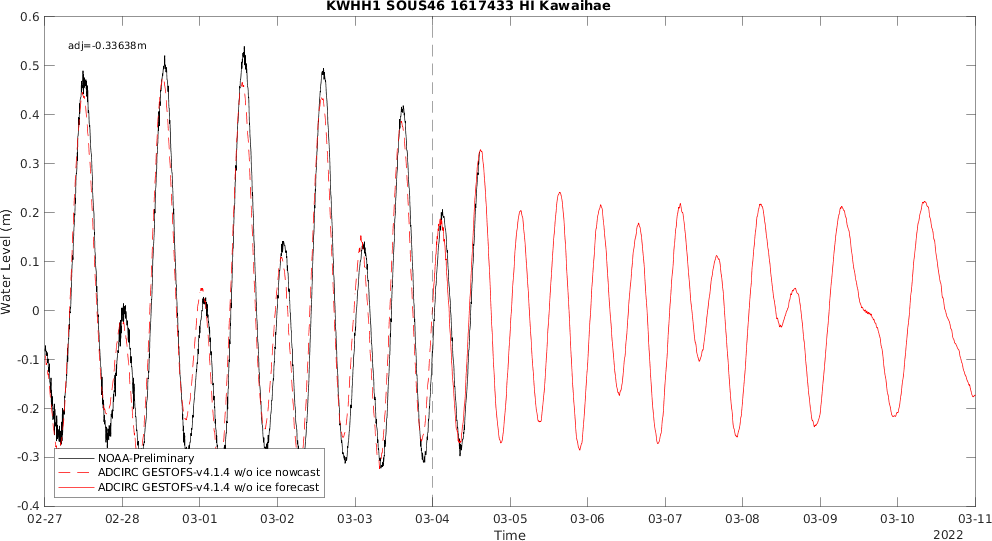 KWHH1 SOUS46 1617433 HI Kawaihae
adj=-0.33638m
0.6
0.5
0.4
0.3
0.2
0.1
0
-0.1
-0.2
-0.3
-0.4
Water Level (m)
NOAA-Preliminary
ADCIRC GESTOFS-v4.1.4 w/o ice nowcast
ADCIRC GESTOFS-v4.1.4 w/o ice forecast
02-27 02-28 03-01 03-02 03-03 03-04 03-05 03-06 03-07 03-08 03-09 03-10 03-11
Time
2022